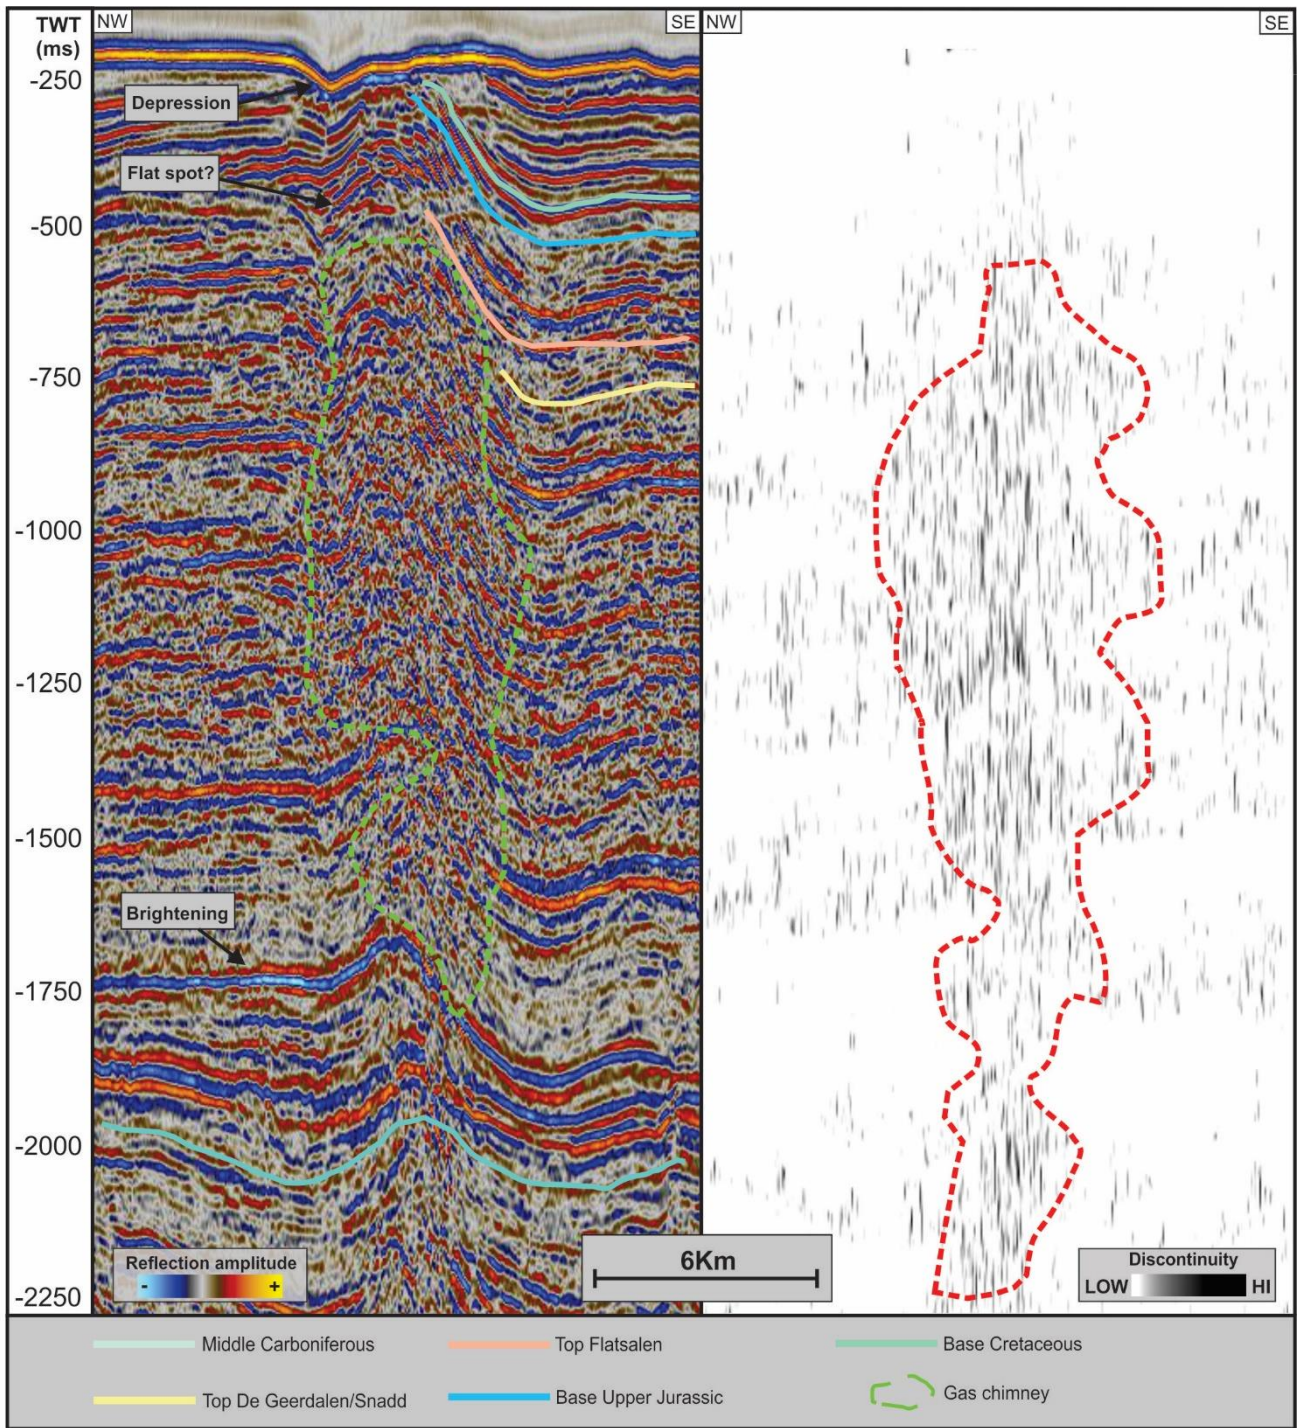 TWT
(ms)
NW
SE
NW
SE
-250
Depression
Flat spot?
-500
-750
-1000
-1250
-1500
Brightening
-1750
-2000
-2250
Reflection amplitude
- +
6Km
Discontinuity
LOW HI
Middle Carboniferous
Top Flatsalen
Base Cretaceous
Top De Geerdalen/Snadd
Base Upper Jurassic
Gas chimney